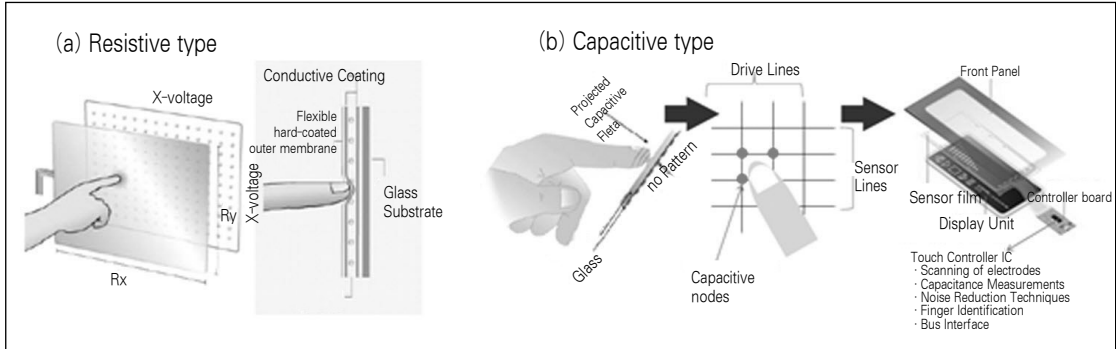 (a) Resistive type
X-voltage
Rx
Ry
X-voltage
Conductive Coating
Flexible
hard-coated
outer membrane
Glass
Substrate
(b) Capacitive type
Projected
Capacitive
Fleta
no Pattern
Glass
Drive Lines
Sensor
Lines
Capacitive
nodes
Front Panel
Sensor film
Controller board
Display Unit
Touch Controller IC
· Scanning of electrodes
· Capacitance Measurements
· Noise Reduction Techniques
· Finger Identification
· Bus Interface